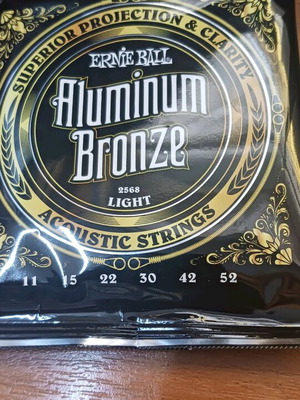 SUPERIOR PROJECTION & CLARITY
ERNIE BALL
Aluminum
Bronze
2568
LIGHT
ACOUSTIC STRINGS
11 15 22 30 42 52